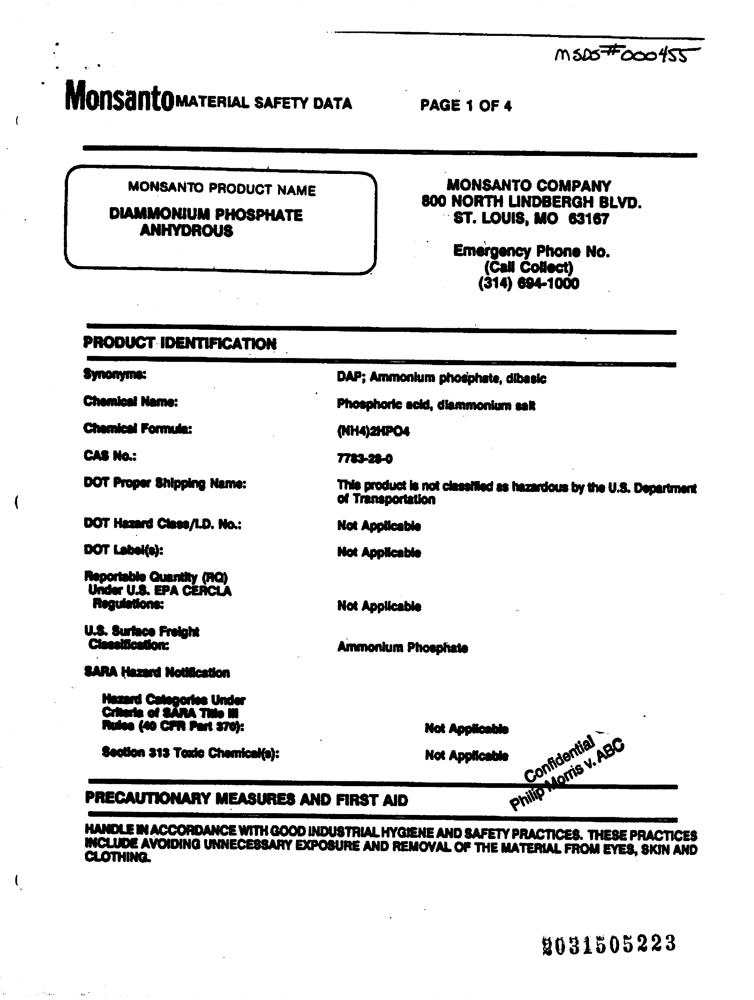 MSDS#000455
Monsanto MATERIAL SAFETY DATA PAGE 1 OF 4
MONSANTO PRODUCT NAME
DIAMMONIUM PHOSPHATE
ANHYDROUS
MONSANTO COMPANY
800 NORTH LINDBERGH BLVD.
ST. LOUIS, MO 63167
Emergency Phone No.
(Call Collect)
(314) 694-1000
PRODUCT IDENTIFICATION
Synonyms: DAP; Ammonium phosphate, dibasic
Chemical Name: Phosphoric acid, diammonium salt
Chemical Formula: (NH4)2HPO4
CAS No.: 7783-28-0
DOT Proper Shipping Name: This product is not classified as hazardous by the U.S. Department
of Transportation
DOT Hazard Class/I.D. No.: Not Applicable
DOT Label(s): Not Applicable
Reportable Quantity (RQ)
Under U.S. EPA CERCLA
Regulations: Not Applicable
U.S. Surface Freight
Classification: Ammonium Phosphate
SARA Hazard Notification
Hazard Categories Under
Criteria of SARA Title III
Rules (40 CFR Part 370): Not Applicable
Section 313 Toxic Chemical(s): Not Applicable
Confidential
Philip Morris v. ABC
PRECAUTIONARY MEASURES AND FIRST AID
HANDLE IN ACCORDANCE WITH GOOD INDUSTRIAL HYGIENE AND SAFETY PRACTICES. THESE PRACTICES
INCLUDE AVOIDING UNNECESSARY EXPOSURE AND REMOVAL OF THE MATERIAL FROM EYES, SKIN AND
CLOTHING.
2031505223